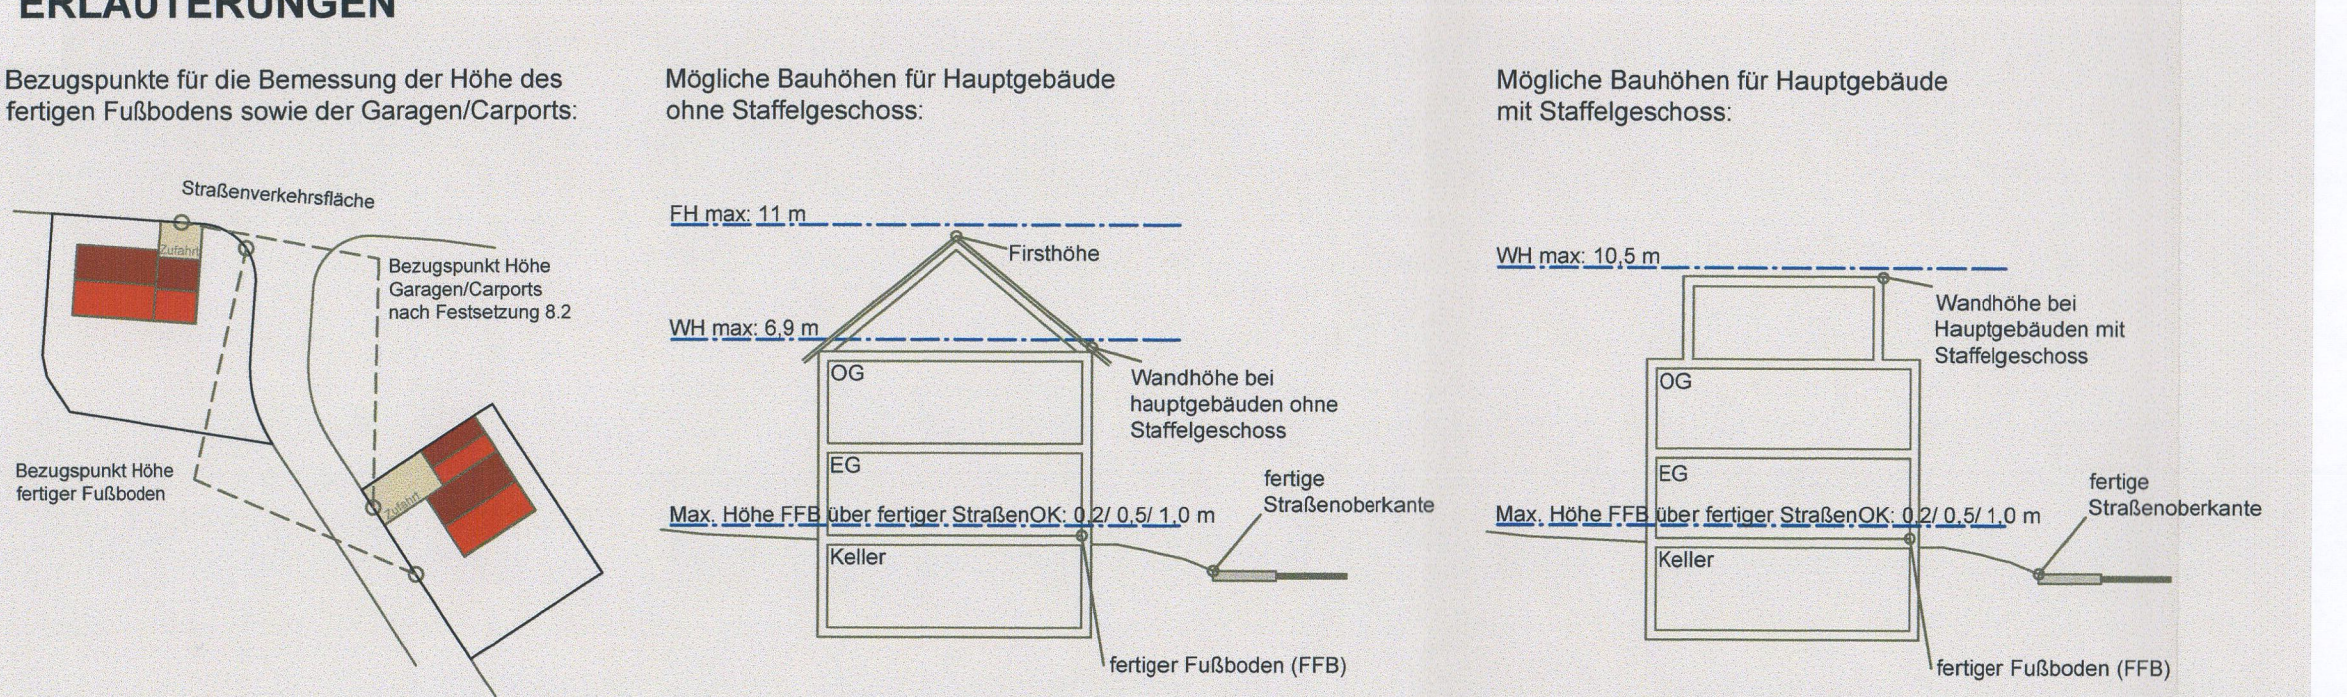 ERLÄUTERUNGEN
Bezugspunkte für die Bemessung der Höhe des
fertigen Fußbodens sowie der Garagen/Carports:
Straßenverkehrsfläche
Zufahrt
Bezugspunkt Höhe
Garagen/Carports
nach Festsetzung 8.2
Bezugspunkt Höhe
fertiger Fußboden
Zufahrt
Mögliche Bauhöhen für Hauptgebäude
ohne Staffelgeschoss:
FH max: 11 m
Firsthöhe
WH max: 6,9 m
OG
Wandhöhe bei
hauptgebäuden ohne
Staffelgeschoss
EG
fertige
Straßenoberkante
Max. Höhe FFB über fertiger StraßenOK: 0,2/ 0,5/ 1,0 m
Keller
fertiger Fußboden (FFB)
Mögliche Bauhöhen für Hauptgebäude
mit Staffelgeschoss:
WH max: 10,5 m
Wandhöhe bei
Hauptgebäuden mit
Staffelgeschoss
OG
EG
fertige
Straßenoberkante
Max. Höhe FFB über fertiger StraßenOK: 0,2/ 0,5/ 1,0 m
Keller
fertiger Fußboden (FFB)